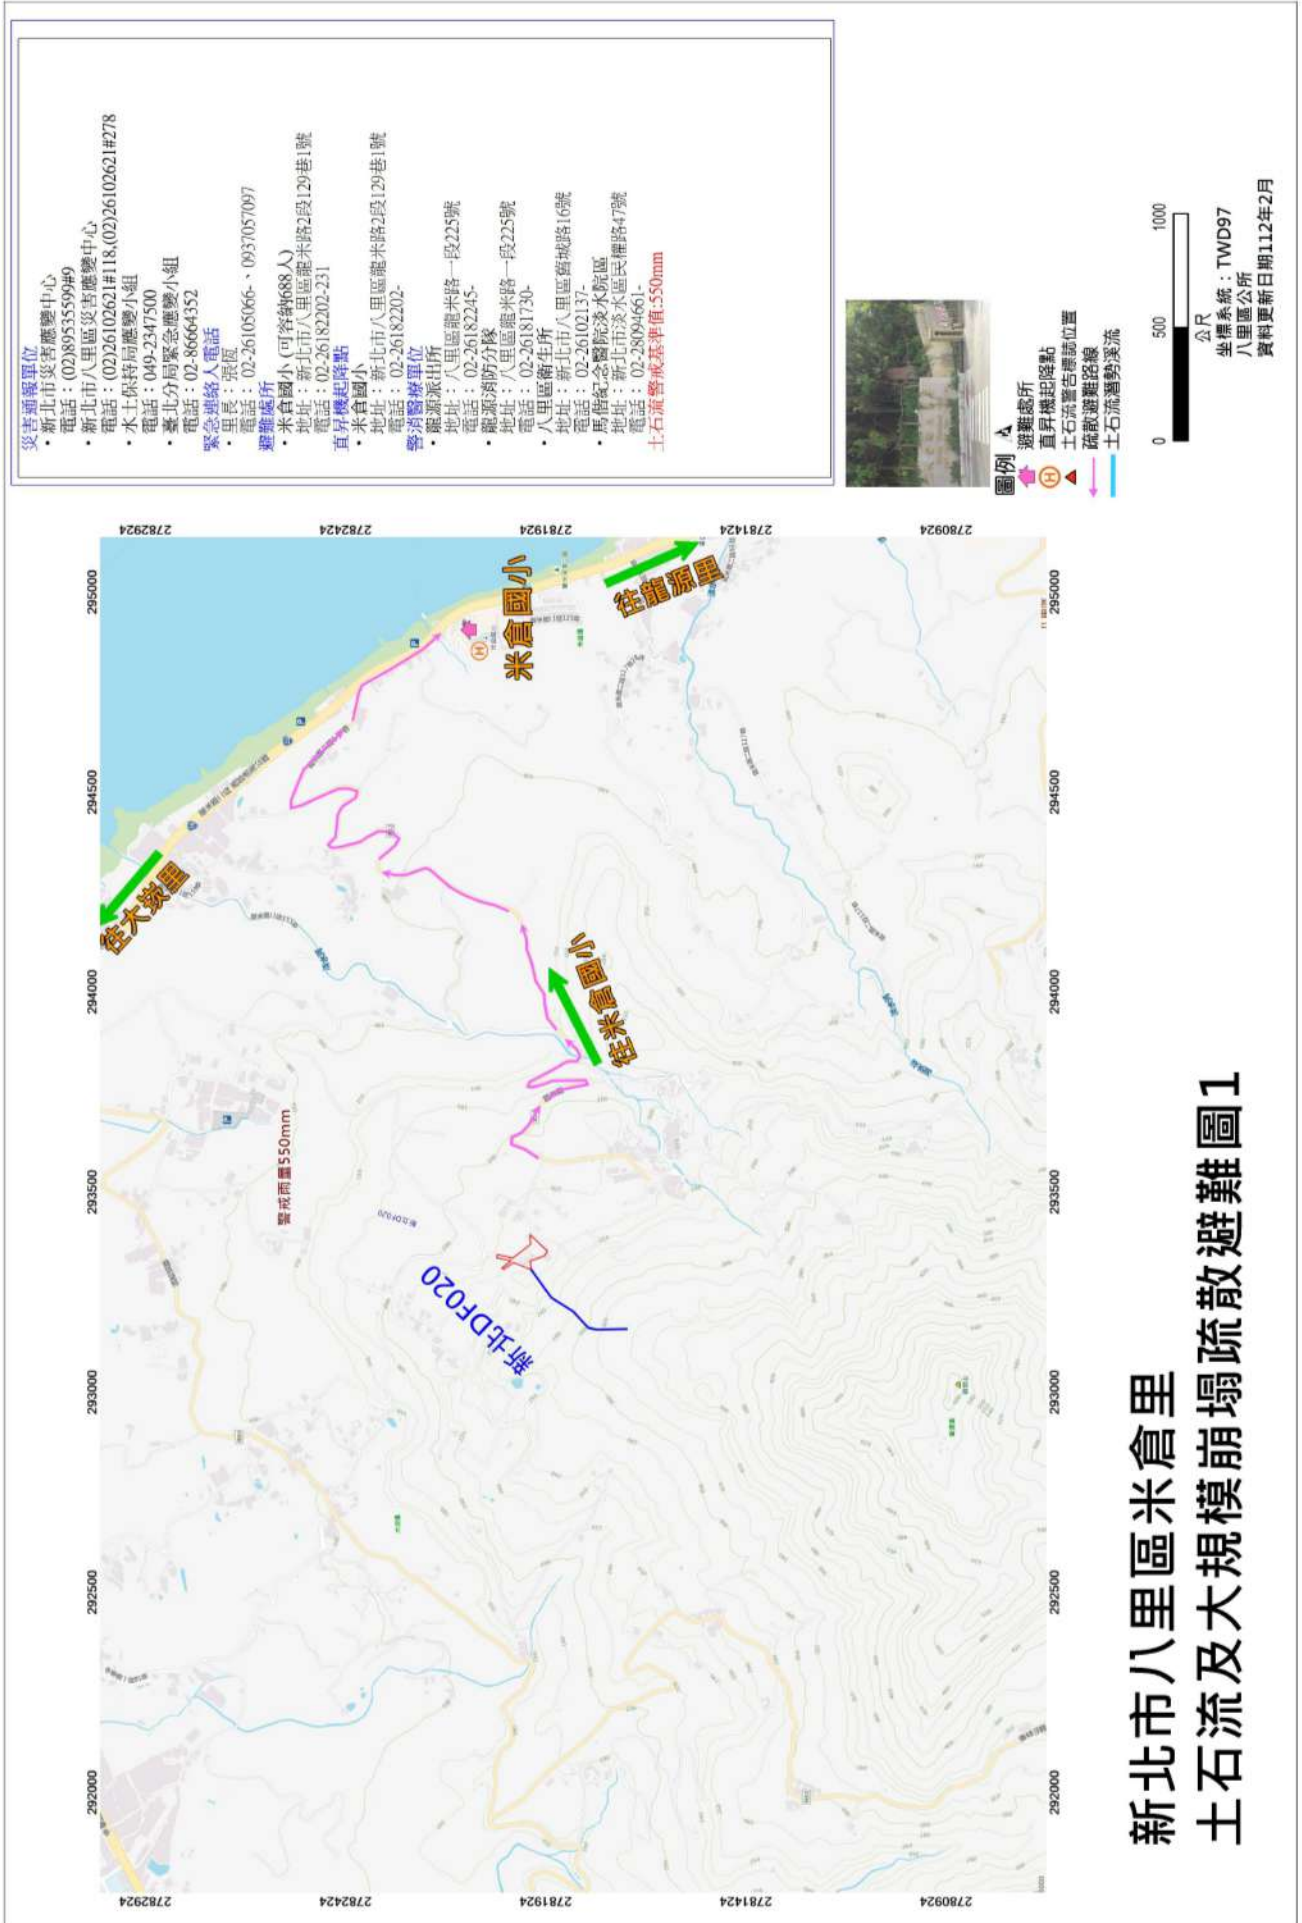 新北市八里區米倉里
土石流及大規模崩塌疏散避難圖1
災害通報單位
•新北市災害應變中心
電話：(02)89535599#9
•新北市八里區災害應變中心
電話：(02)26102621#118,(02)26102621#278
•水土保持局應變小組
電話：049-2347500
•臺北分局緊急應變小組
電話：02-86664352
緊急連絡人電話
•里長：張恆
電話：02-26105066-、0937057097
避難處所
•米倉國小 (可容納688人)
地址：新北市八里區龍米路2段129巷1號
電話：02-26182202-231
直昇機起降點
•米倉國小
地址：新北市八里區龍米路2段129巷1號
電話：02-26182202-
警消醫療單位
•龍源派出所
地址：八里區龍米路一段225號
電話：02-26182245-
•龍源消防分隊
地址：八里區龍米路一段225號
電話：02-26181730-
•八里區衛生所
地址：新北市八里區舊城路16號
電話：02-26102137-
•馬偕紀念醫院淡水院區
地址：新北市淡水區民權路47號
電話：02-28094661-
土石流警戒基準值:550mm
圖例
避難處所
直昇機起降點
土石流警告標誌位置
疏散避難路線
土石流潛勢溪流
0 500 1000
公尺
坐標系統：TWD97
八里區公所
資料更新日期112年2月
292000 292500 293000 293500 294000 294500 295000
2782924
2782424
2781924
2781424
2780924
2782924
2782424
2781924
2781424
2780924
292000 292500 293000 293500 294000 294500 295000
往大崁里
米倉國小
往龍源里
往米倉國小
警戒雨量550mm
新北DF020
新北DF020